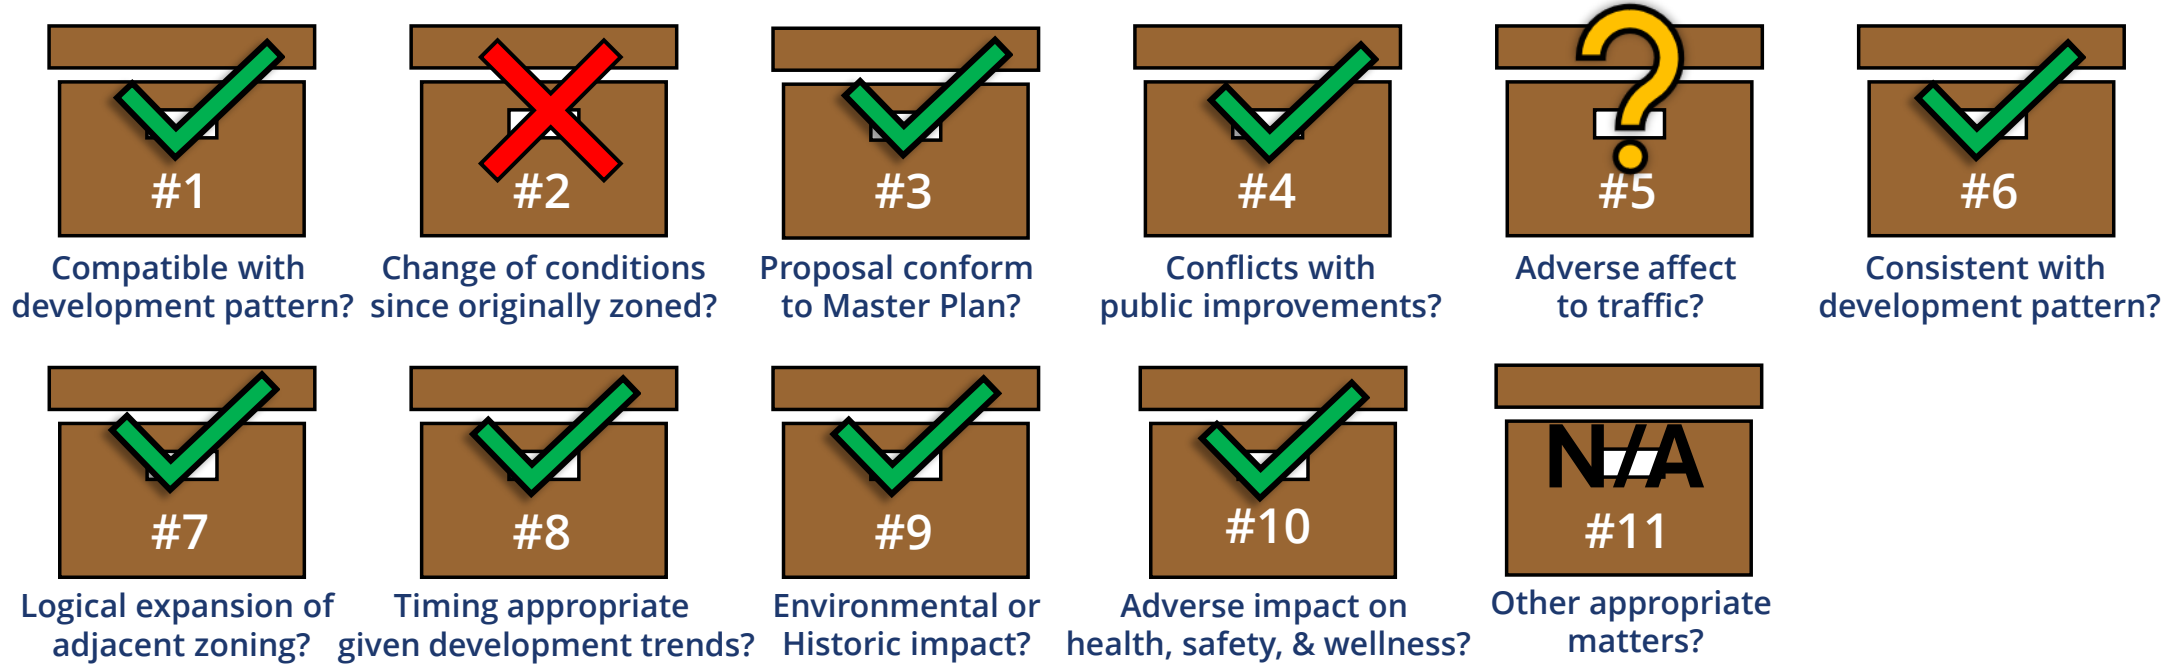 #1
Compatible with
development pattern?
#2
Change of conditions
since originally zoned?
#3
Proposal conform
to Master Plan?
#4
Conflicts with
public improvements?
?
#5
Adverse affect
to traffic?
#6
Consistent with
development pattern?
#7
Logical expansion of
adjacent zoning?
#8
Timing appropriate
given development trends?
#9
Environmental or
Historic impact?
#10
Adverse impact on
health, safety, & wellness?
N/A
#11
Other appropriate
matters?